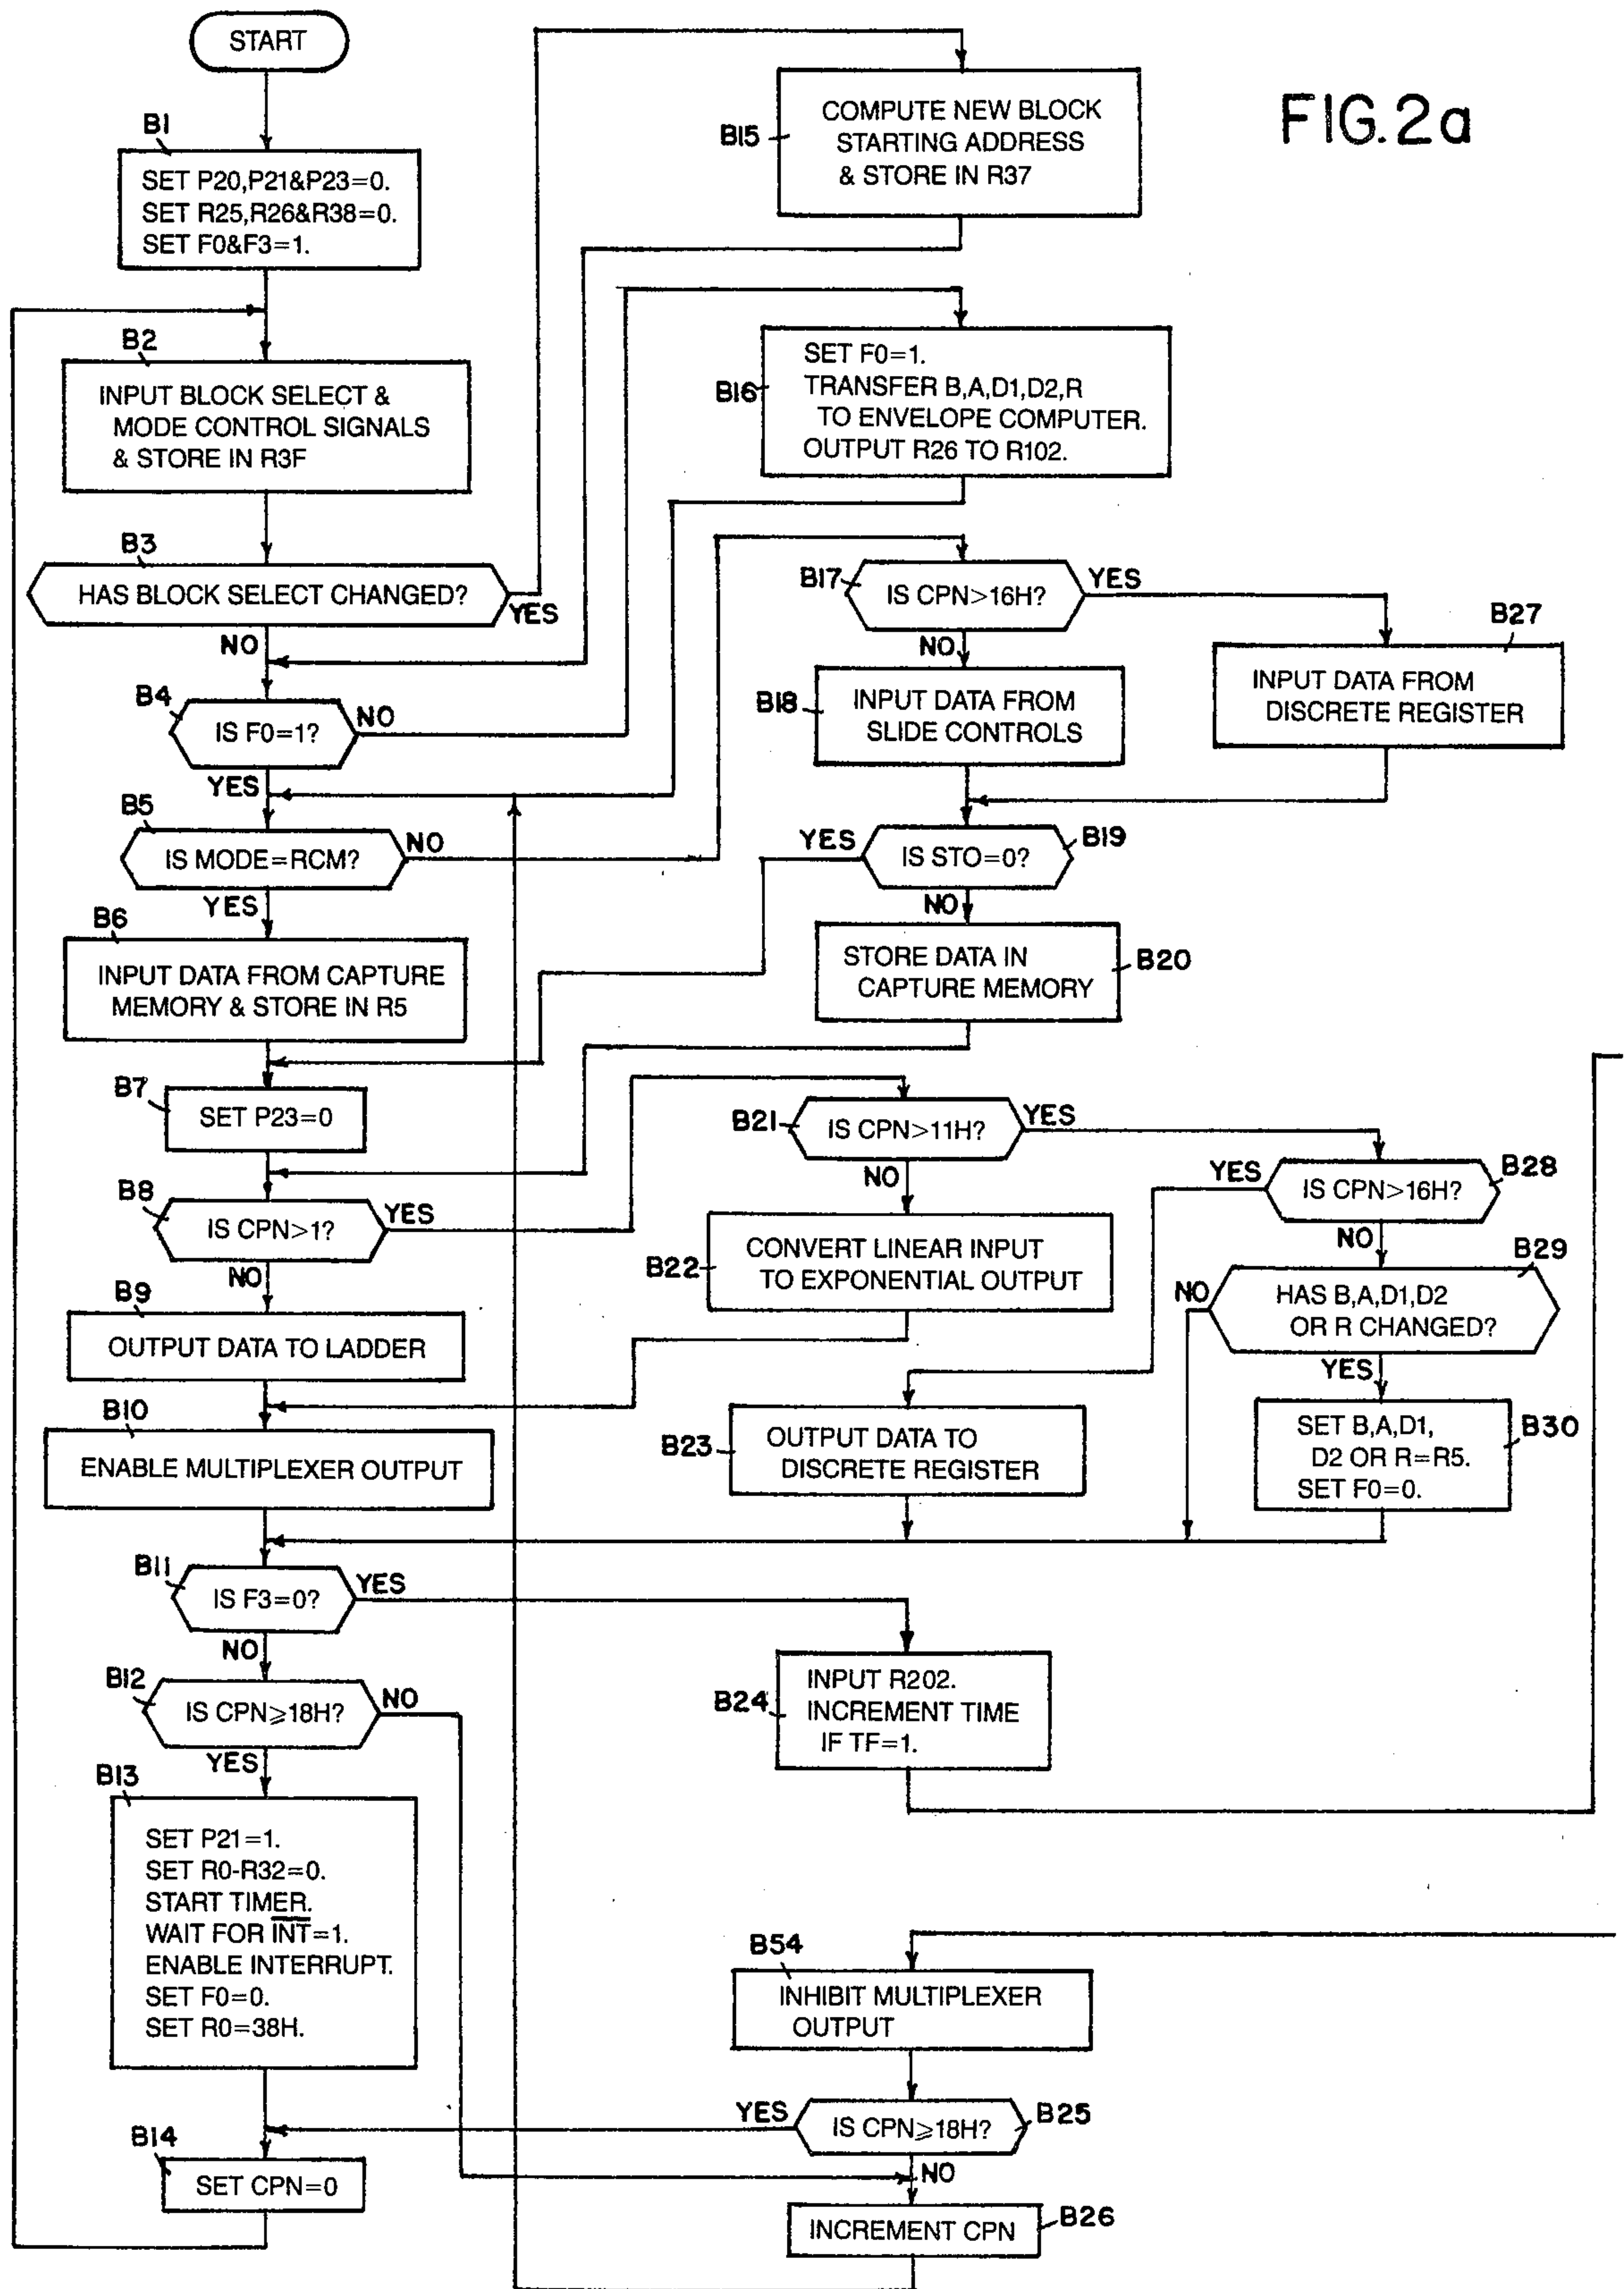 FIG. 2a
START
B1
SET P20,P21&P23=0.
SET R25,R26&R38=0.
SET F0&F3=1.
B2
INPUT BLOCK SELECT &
MODE CONTROL SIGNALS
& STORE IN R3F
B3
HAS BLOCK SELECT CHANGED?
YES
NO
B4
IS F0=1?
NO
YES
B5
IS MODE=RCM?
NO
YES
B6
INPUT DATA FROM CAPTURE
MEMORY & STORE IN R5
B7
SET P23=0
B8
IS CPN>1?
YES
NO
B9
OUTPUT DATA TO LADDER
B10
ENABLE MULTIPLEXER OUTPUT
B11
IS F3=0?
YES
NO
B12
IS CPN≥18H?
NO
YES
B13
SET P21=1.
SET R0-R32=0.
START TIMER.
WAIT FOR I̅N̅T̅=1.
ENABLE INTERRUPT.
SET F0=0.
SET R0=38H.
B14
SET CPN=0
B15
COMPUTE NEW BLOCK
STARTING ADDRESS
& STORE IN R37
B16
SET F0=1.
TRANSFER B,A,D1,D2,R
TO ENVELOPE COMPUTER.
OUTPUT R26 TO R102.
B17
IS CPN>16H?
YES
NO
B18
INPUT DATA FROM
SLIDE CONTROLS
B27
INPUT DATA FROM
DISCRETE REGISTER
B19
IS STO=0?
YES
NO
B20
STORE DATA IN
CAPTURE MEMORY
B21
IS CPN>11H?
YES
NO
B22
CONVERT LINEAR INPUT
TO EXPONENTIAL OUTPUT
B28
IS CPN>16H?
YES
NO
B29
HAS B,A,D1,D2
OR R CHANGED?
NO
YES
B23
OUTPUT DATA TO
DISCRETE REGISTER
B30
SET B,A,D1,
D2 OR R=R5.
SET F0=0.
B24
INPUT R202.
INCREMENT TIME
IF TF=1.
B54
INHIBIT MULTIPLEXER
OUTPUT
B25
IS CPN≥18H?
YES
NO
B26
INCREMENT CPN